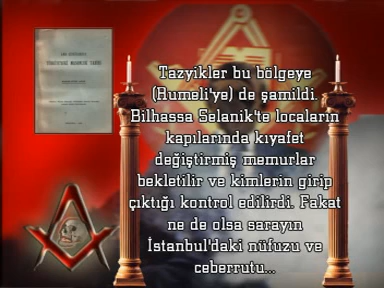 Tazyikler bu bölgeye
(Rumeli'ye) de şamildi.
Bilhassa Selanik'te locaların
kapılarında kıyafet
değiştirmiş memurlar
bekletilir ve kimlerin girip
çıktığı kontrol edilirdi. Fakat
ne de olsa sarayın
İstanbul'daki nüfuzu ve
ceberrutu...